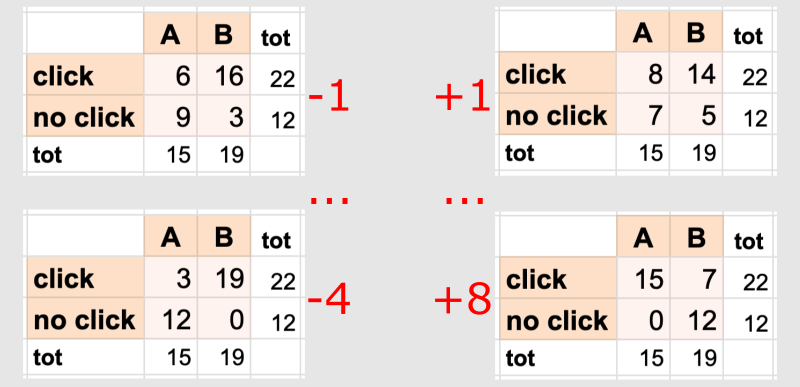 A B tot
click 6 16 22
no click 9 3 12
tot 15 19
-1
+1
A B tot
click 8 14 22
no click 7 5 12
tot 15 19
...
...
A B tot
click 3 19 22
no click 12 0 12
tot 15 19
-4
+8
A B tot
click 15 7 22
no click 0 12 12
tot 15 19